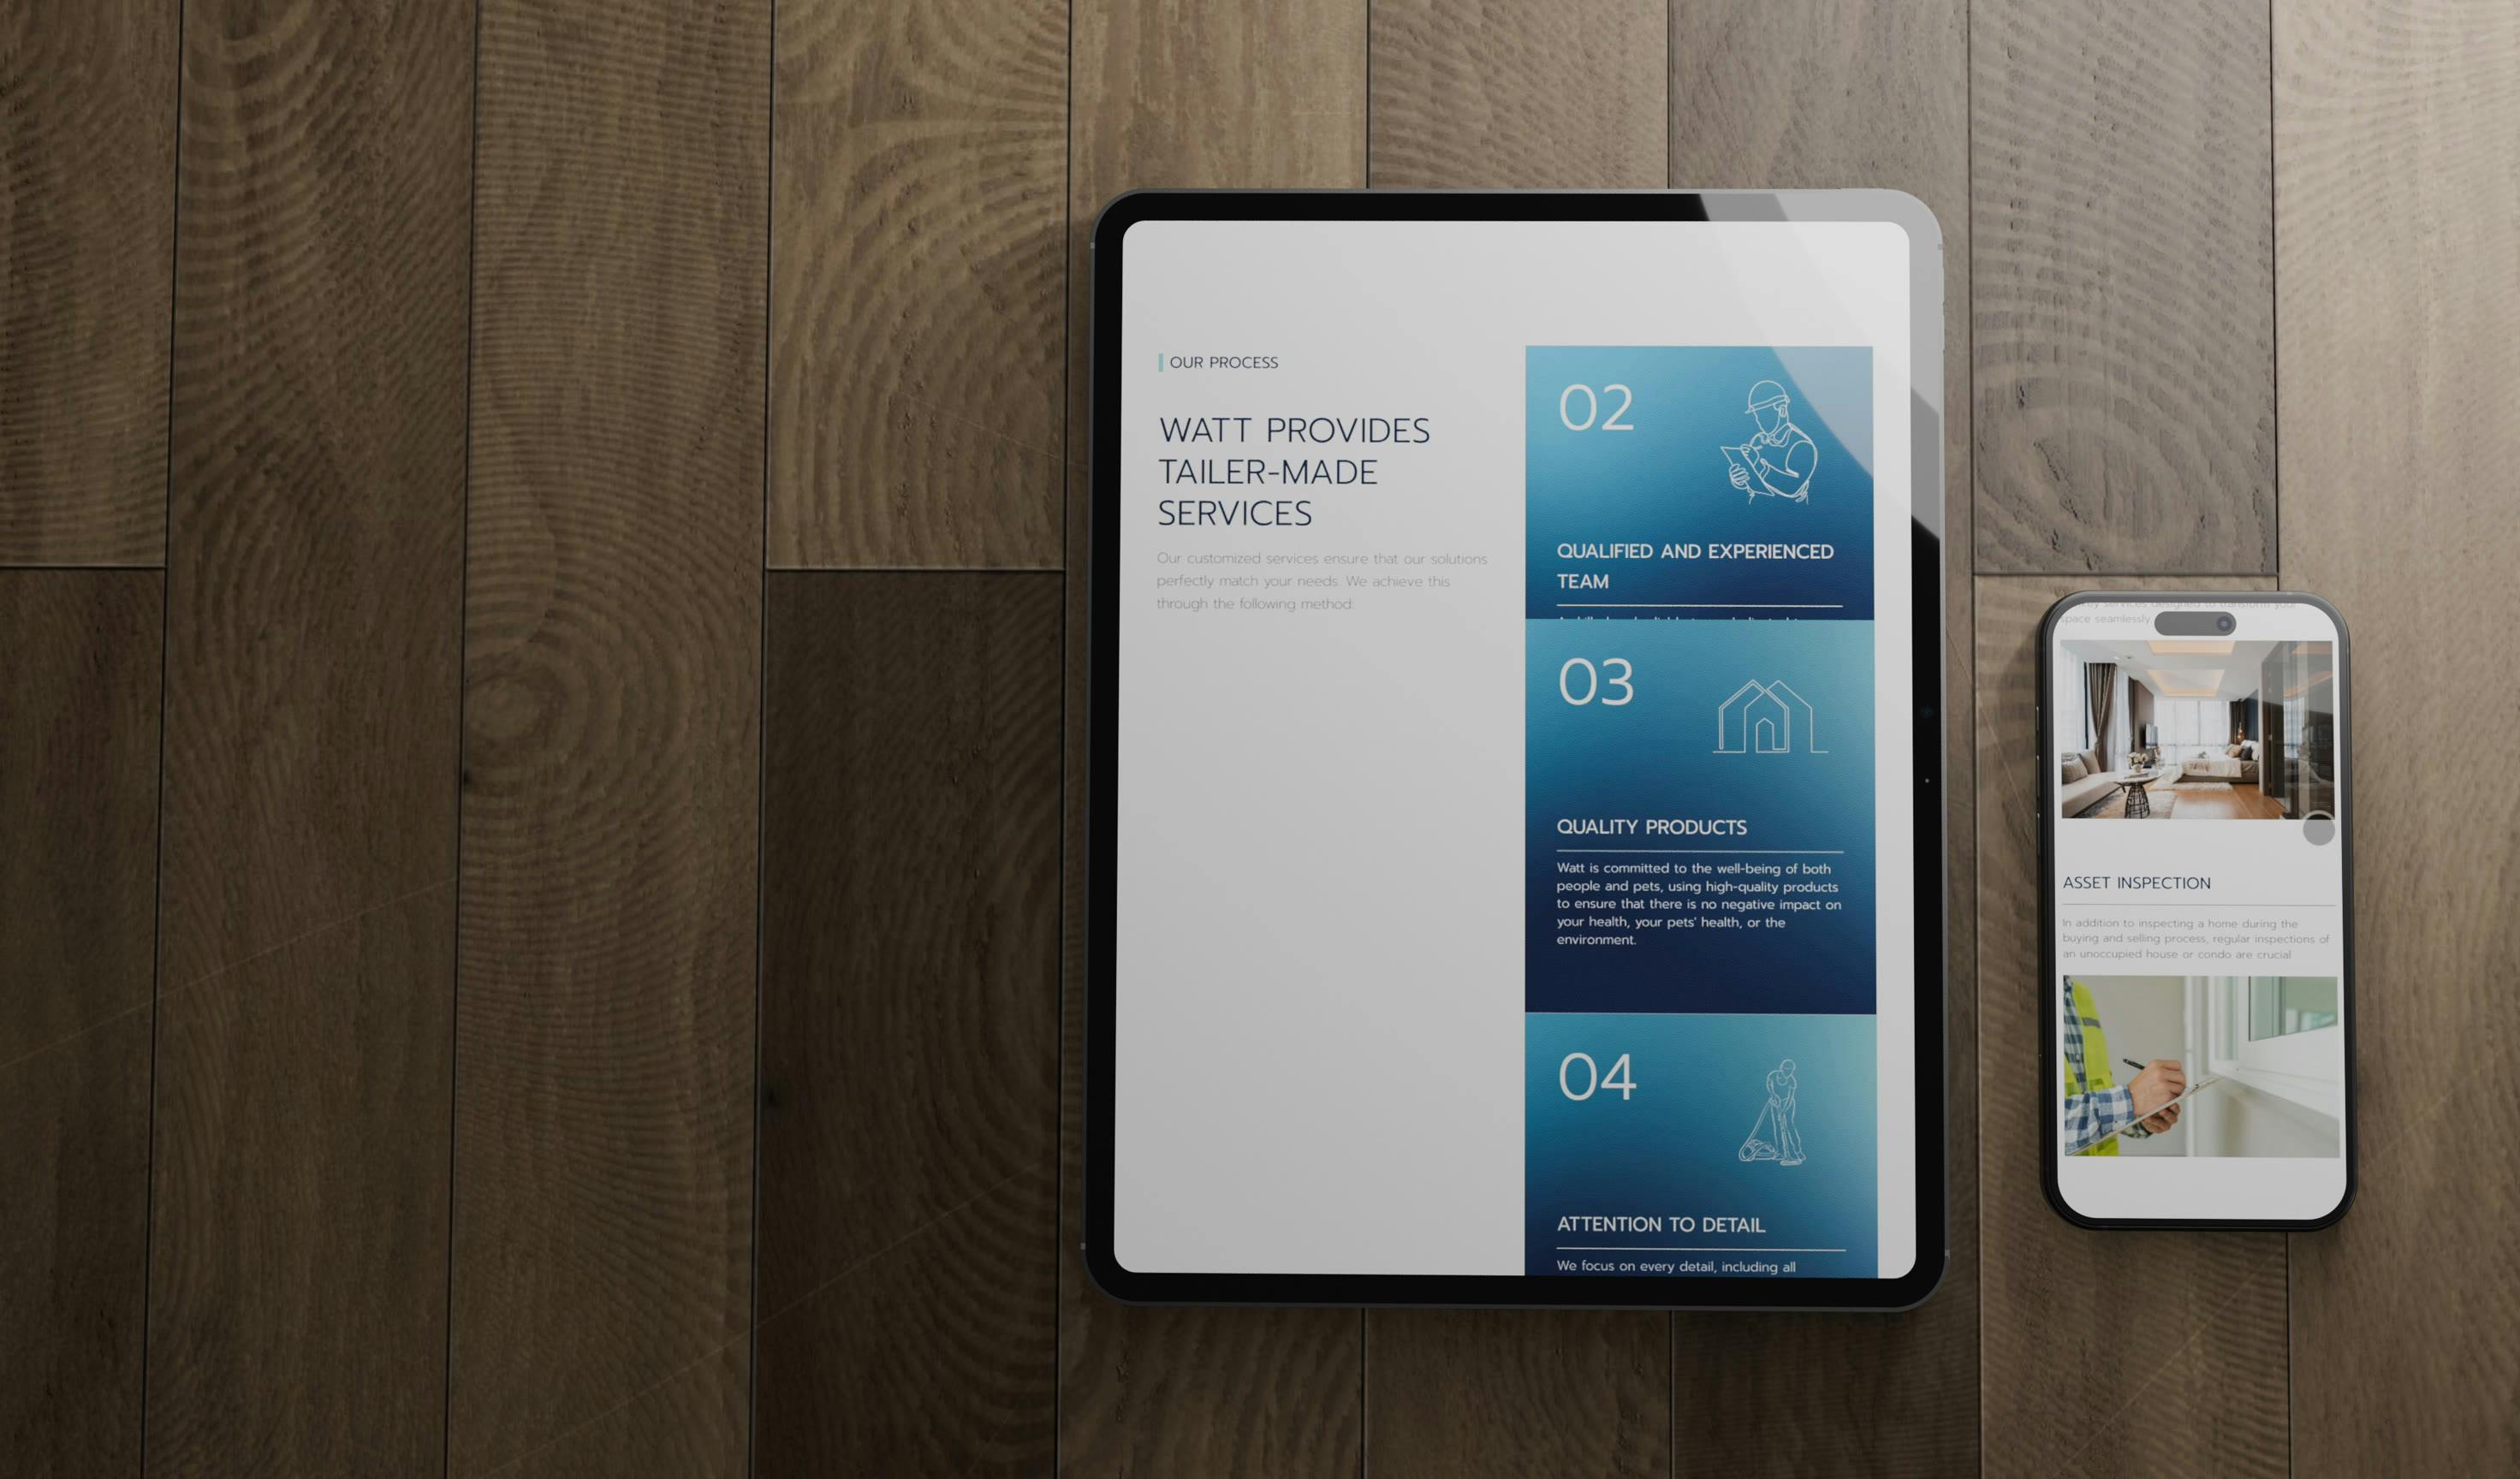 OUR PROCESS
WATT PROVIDES
TAILER-MADE
SERVICES
Our customized services ensure that our solutions
perfectly match your needs. We achieve this
through the following method:
02
QUALIFIED AND EXPERIENCED
TEAM
03
QUALITY PRODUCTS
Watt is committed to the well-being of both
people and pets, using high-quality products
to ensure that there is no negative impact on
your health, your pets' health, or the
environment.
04
ATTENTION TO DETAIL
We focus on every detail, including all
services designed to transform your
space seamlessly.
ASSET INSPECTION
In addition to inspecting a home during the
buying and selling process, regular inspections of
an unoccupied house or condo are crucial